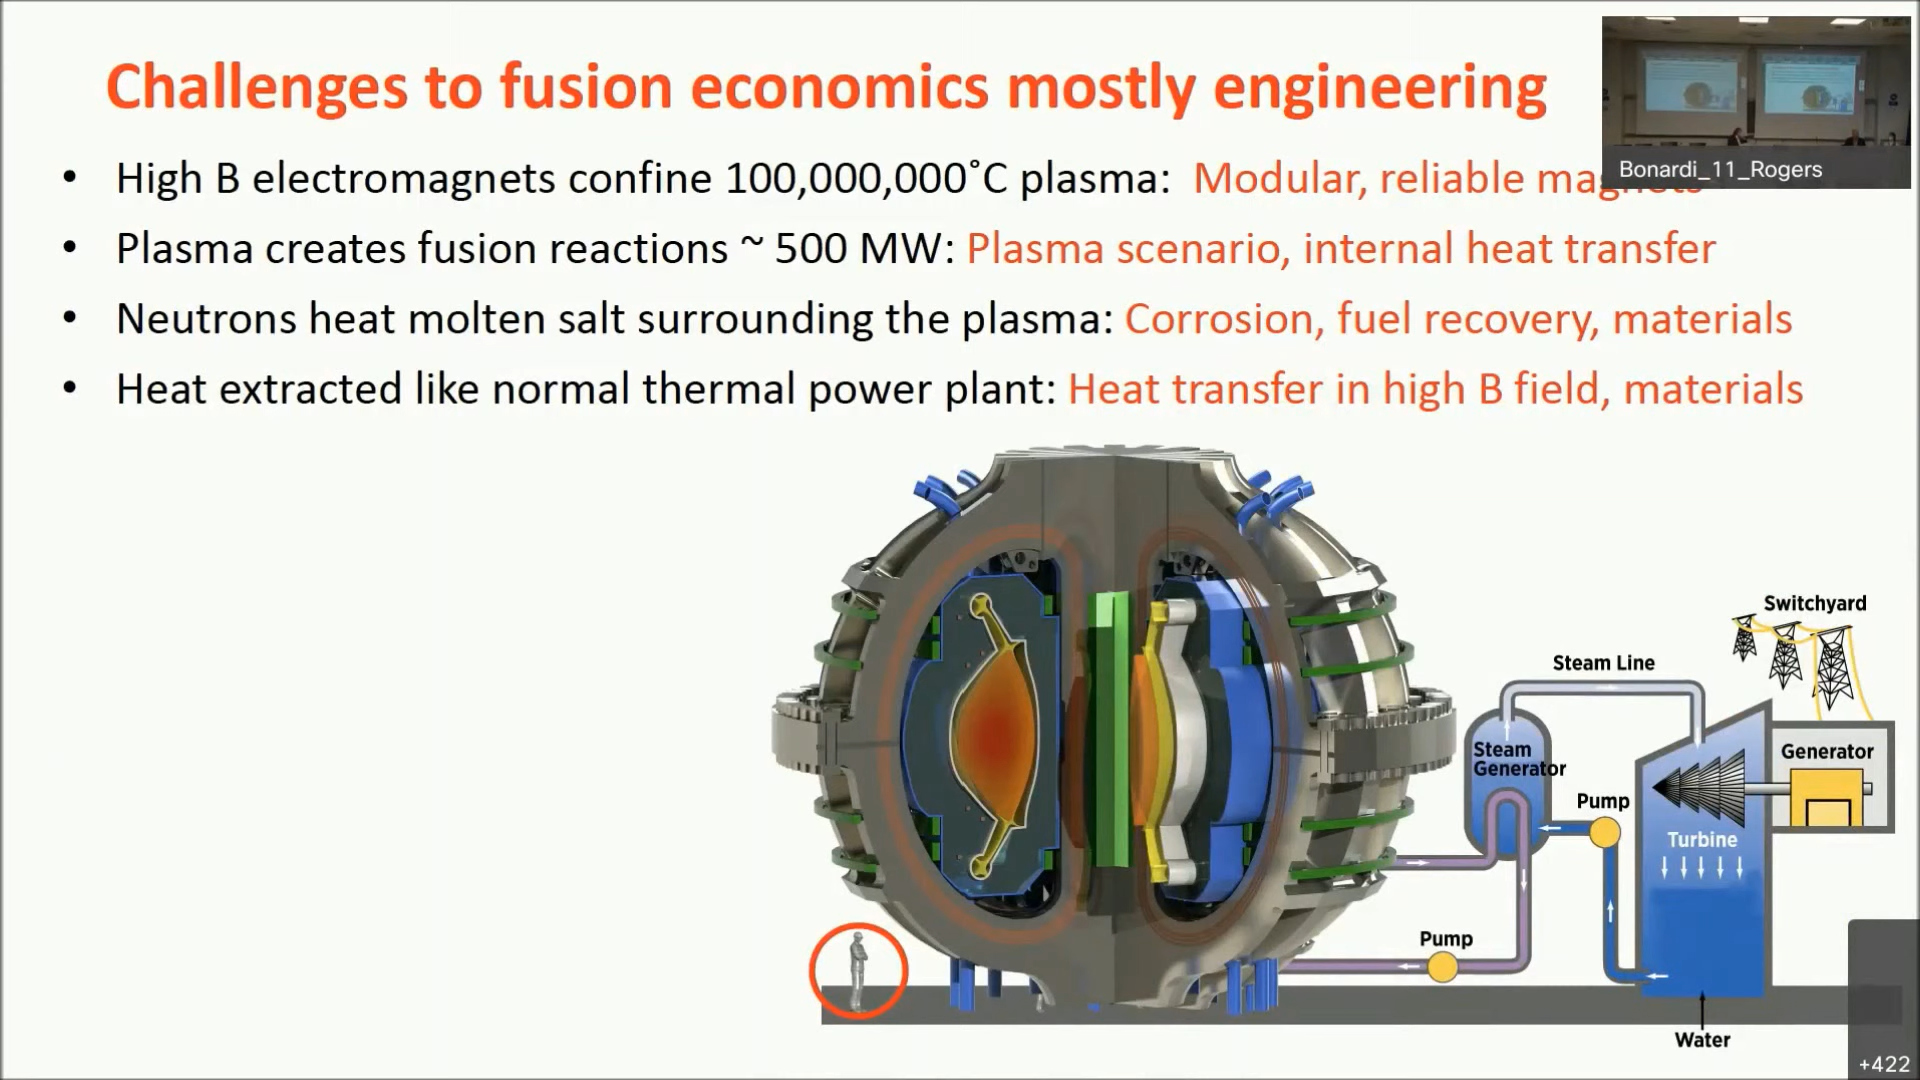 Challenges to fusion economics mostly engineering
• High B electromagnets confine 100,000,000˚C plasma: Modular, reliable magnets
Bonardi_11_Rogers
• Plasma creates fusion reactions ~ 500 MW: Plasma scenario, internal heat transfer
• Neutrons heat molten salt surrounding the plasma: Corrosion, fuel recovery, materials
• Heat extracted like normal thermal power plant: Heat transfer in high B field, materials
Switchyard
Steam Line
Steam
Generator
Generator
Pump
Turbine
Pump
Water
+422